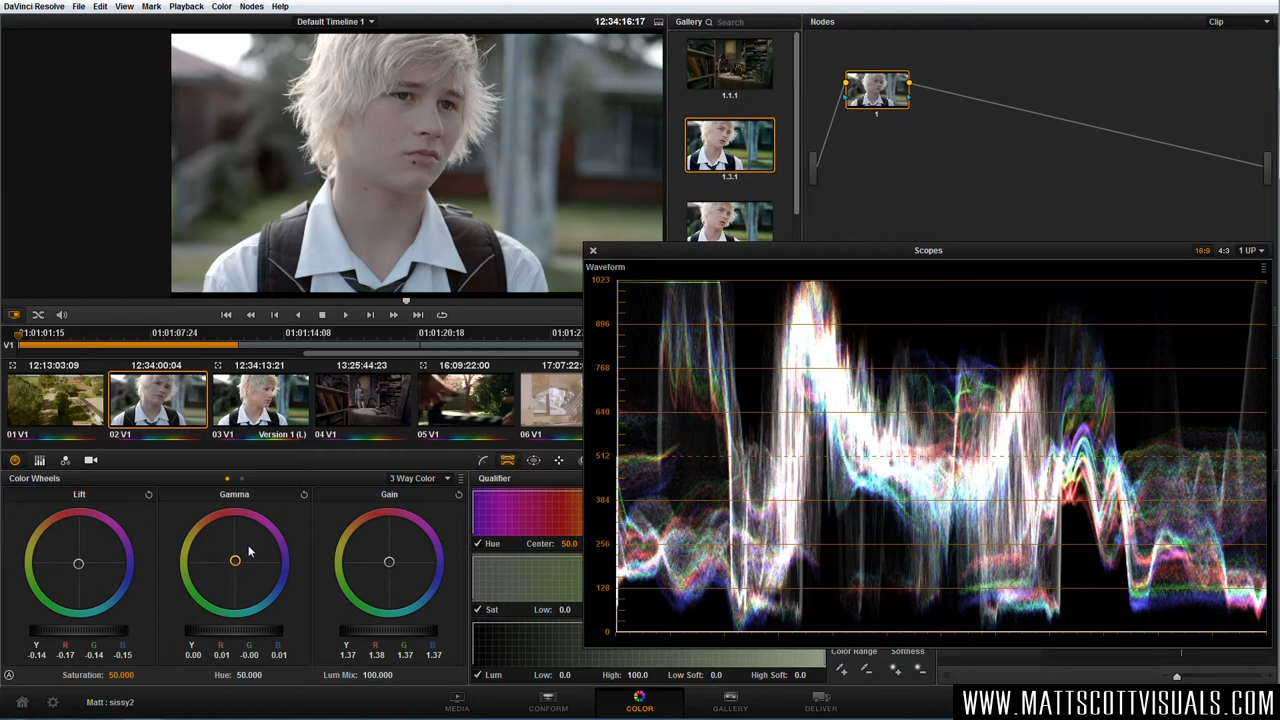 DaVinci Resolve File Edit View Mark Playback Color Nodes Help
Default Timeline 1 12:34:16:17 Gallery Search Nodes Clip
1.1.1
1
1.3.1
Scopes 16:9 4:3 1 UP
Waveform
1023
896
768
640
512
384
256
128
0
01:01:01:15 01:01:07:24 01:01:14:08 01:01:20:18
V1
12:13:03:09 12:34:00:04 12:34:13:21 13:25:44:23 16:09:22:00
01 V1 02 V1 03 V1 Version 1 (L) 04 V1 05 V1 06 V1
Color Wheels 3 Way Color Qualifier
Lift Gamma Gain
Hue Center: 50.0
Sat Low: 0.0
Y R G B Y R G B Y R G B
-0.14 -0.17 -0.14 -0.15 0.00 0.01 -0.00 0.01 1.37 1.38 1.37 1.37
Color Range Softness
Saturation: 50.000 Hue: 50.000 Lum Mix: 100.000 Lum Low: 0.0 High: 100.0 Low Soft: 0.0 High Soft: 0.0
Matt : sissy2 MEDIA CONFORM COLOR GALLERY DELIVER
WWW.MATTSCOTTVISUALS.COM